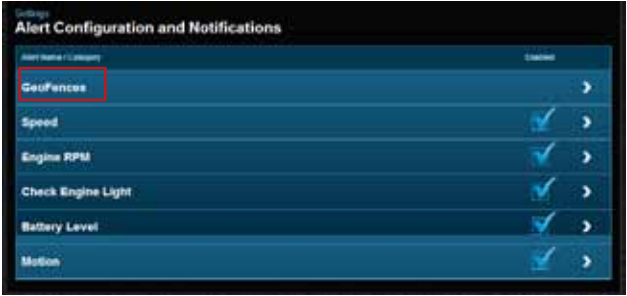 Settings
Alert Configuration and Notifications
Alert Name / Category Enabled
GeoFences
Speed
Engine RPM
Check Engine Light
Battery Level
Motion